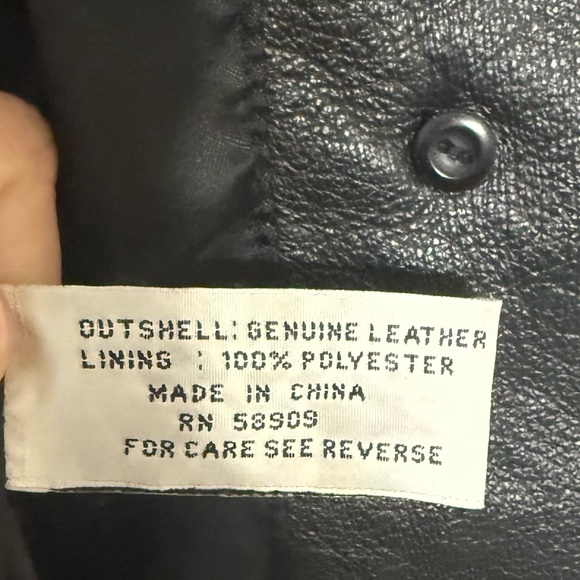 OUTSHELL: GENUINE LEATHER
LINING : 100% POLYESTER
MADE IN CHINA
RN 58909
FOR CARE SEE REVERSE